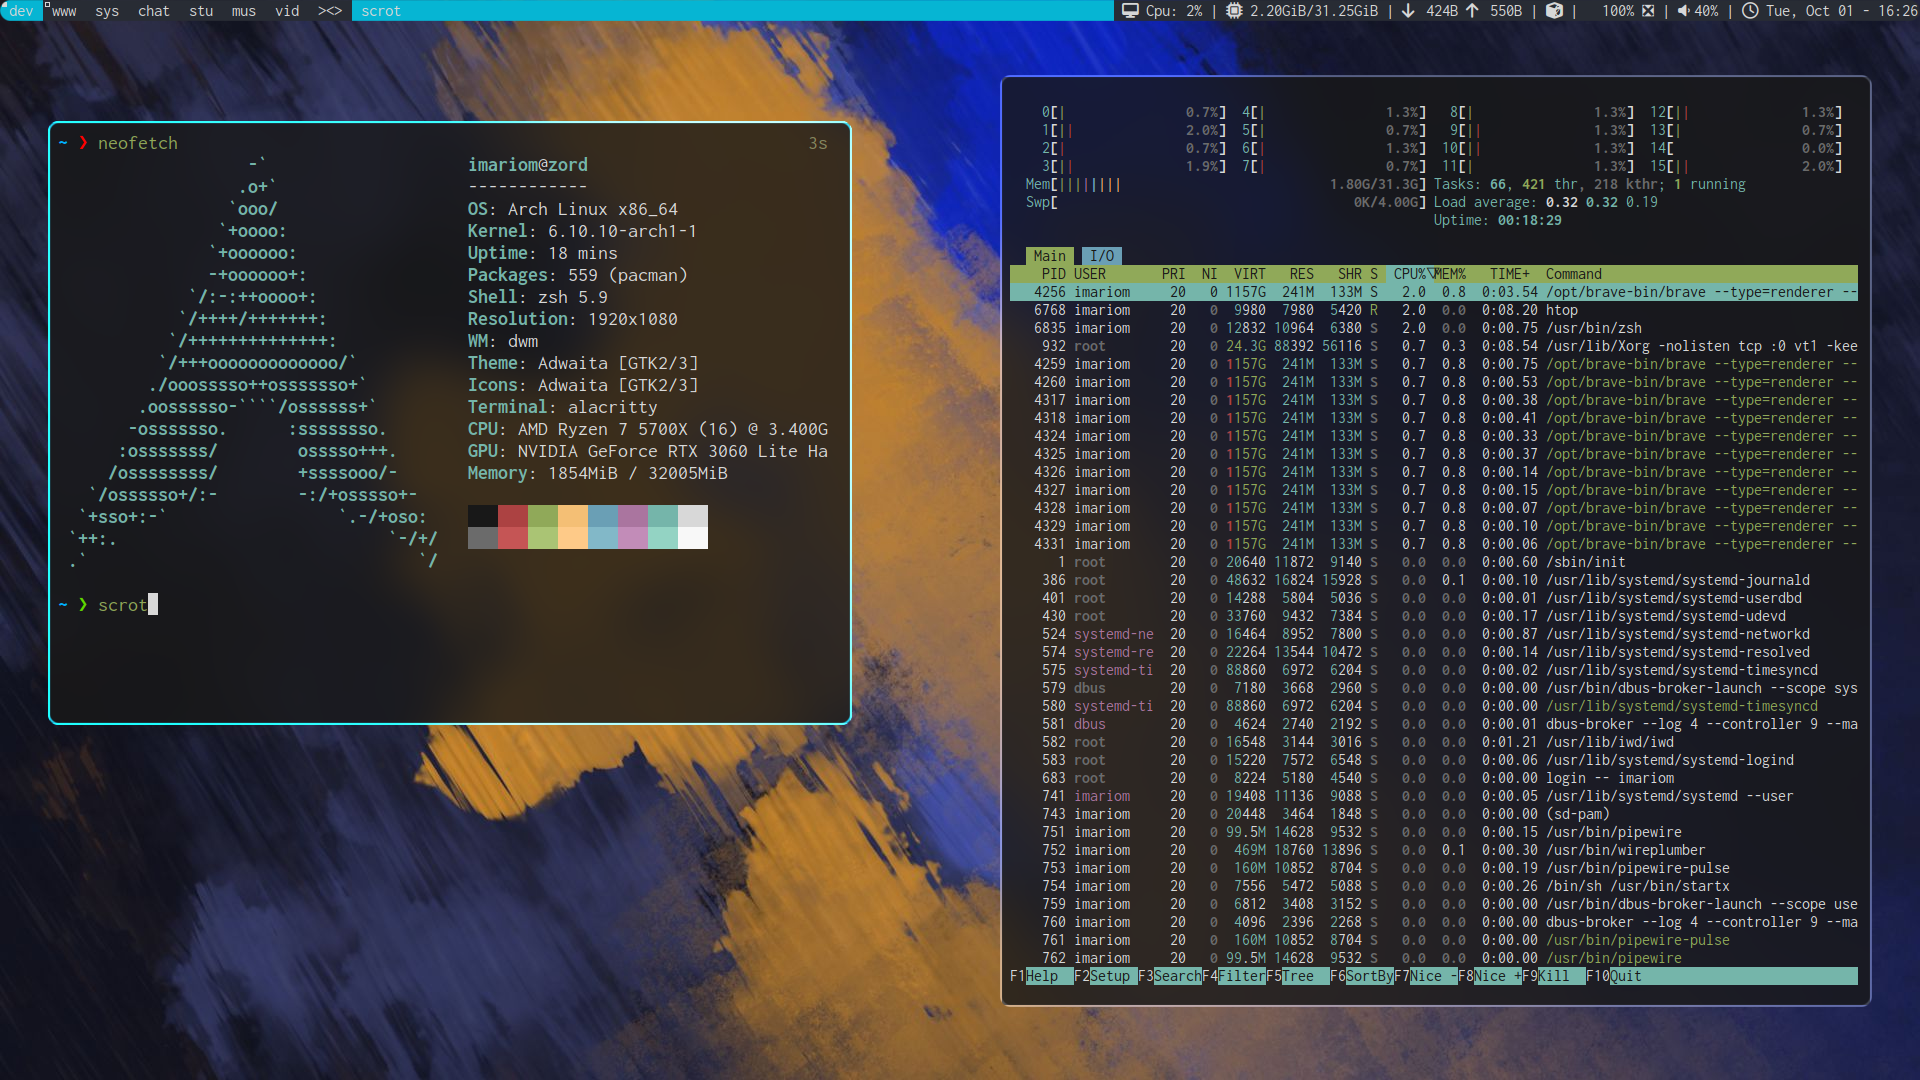 dev www sys chat stu mus vid ><> scrot Cpu: 2% | 2.20GiB/31.25GiB | 424B 550B | | 100% | 40% | Tue, Oct 01 - 16:26
~ ❯ neofetch 3s
-`
.o+`
`ooo/
`+oooo:
`+oooooo:
-+oooooo+:
`/:-:++oooo+:
`/++++/+++++++:
`/++++++++++++++:
`/+++ooooooooooooo/`
./ooosssso++osssssso+`
.oossssso-````/ossssss+`
-osssssso. :ssssssso.
:osssssss/ osssso+++.
/ossssssss/ +ssssooo/-
`/ossssso+/:- -:/+osssso+-
`+sso+:-` `.-/+oso:
`++:. `-/+/
.` `/
imariom@zord
------------
OS: Arch Linux x86_64
Kernel: 6.10.10-arch1-1
Uptime: 18 mins
Packages: 559 (pacman)
Shell: zsh 5.9
Resolution: 1920x1080
WM: dwm
Theme: Adwaita [GTK2/3]
Icons: Adwaita [GTK2/3]
Terminal: alacritty
CPU: AMD Ryzen 7 5700X (16) @ 3.400G
GPU: NVIDIA GeForce RTX 3060 Lite Ha
Memory: 1854MiB / 32005MiB
~ ❯ scrot
0[| 0.7%] 4[| 1.3%] 8[| 1.3%] 12[|| 1.3%]
1[|| 2.0%] 5[| 0.7%] 9[|| 1.3%] 13[| 0.7%]
2[| 0.7%] 6[| 1.3%] 10[|| 1.3%] 14[ 0.0%]
3[|| 1.9%] 7[| 0.7%] 11[| 1.3%] 15[|| 2.0%]
Mem[|||||||| 1.80G/31.3G] Tasks: 66, 421 thr, 218 kthr; 1 running
Swp[ 0K/4.00G] Load average: 0.32 0.32 0.19
Uptime: 00:18:29
Main I/O
PID USER PRI NI VIRT RES SHR S CPU%▽MEM% TIME+ Command
4256 imariom 20 0 1157G 241M 133M S 2.0 0.8 0:03.54 /opt/brave-bin/brave --type=renderer --
6768 imariom 20 0 9980 7980 5420 R 2.0 0.0 0:08.20 htop
6835 imariom 20 0 12832 10964 6380 S 2.0 0.0 0:00.75 /usr/bin/zsh
932 root 20 0 24.3G 88392 56116 S 0.7 0.3 0:08.54 /usr/lib/Xorg -nolisten tcp :0 vt1 -kee
4259 imariom 20 0 1157G 241M 133M S 0.7 0.8 0:00.75 /opt/brave-bin/brave --type=renderer --
4260 imariom 20 0 1157G 241M 133M S 0.7 0.8 0:00.53 /opt/brave-bin/brave --type=renderer --
4317 imariom 20 0 1157G 241M 133M S 0.7 0.8 0:00.38 /opt/brave-bin/brave --type=renderer --
4318 imariom 20 0 1157G 241M 133M S 0.7 0.8 0:00.41 /opt/brave-bin/brave --type=renderer --
4324 imariom 20 0 1157G 241M 133M S 0.7 0.8 0:00.33 /opt/brave-bin/brave --type=renderer --
4325 imariom 20 0 1157G 241M 133M S 0.7 0.8 0:00.37 /opt/brave-bin/brave --type=renderer --
4326 imariom 20 0 1157G 241M 133M S 0.7 0.8 0:00.14 /opt/brave-bin/brave --type=renderer --
4327 imariom 20 0 1157G 241M 133M S 0.7 0.8 0:00.15 /opt/brave-bin/brave --type=renderer --
4328 imariom 20 0 1157G 241M 133M S 0.7 0.8 0:00.07 /opt/brave-bin/brave --type=renderer --
4329 imariom 20 0 1157G 241M 133M S 0.7 0.8 0:00.10 /opt/brave-bin/brave --type=renderer --
4331 imariom 20 0 1157G 241M 133M S 0.7 0.8 0:00.06 /opt/brave-bin/brave --type=renderer --
1 root 20 0 20640 11872 9140 S 0.0 0.0 0:00.60 /sbin/init
386 root 20 0 48632 16824 15928 S 0.0 0.1 0:00.10 /usr/lib/systemd/systemd-journald
401 root 20 0 14288 5804 5036 S 0.0 0.0 0:00.01 /usr/lib/systemd/systemd-userdbd
430 root 20 0 33760 9432 7384 S 0.0 0.0 0:00.17 /usr/lib/systemd/systemd-udevd
524 systemd-ne 20 0 16464 8952 7800 S 0.0 0.0 0:00.87 /usr/lib/systemd/systemd-networkd
574 systemd-re 20 0 22264 13544 10472 S 0.0 0.0 0:00.14 /usr/lib/systemd/systemd-resolved
575 systemd-ti 20 0 88860 6972 6204 S 0.0 0.0 0:00.02 /usr/lib/systemd/systemd-timesyncd
579 dbus 20 0 7180 3668 2960 S 0.0 0.0 0:00.00 /usr/bin/dbus-broker-launch --scope sys
580 systemd-ti 20 0 88860 6972 6204 S 0.0 0.0 0:00.00 /usr/lib/systemd/systemd-timesyncd
581 dbus 20 0 4624 2740 2192 S 0.0 0.0 0:00.01 dbus-broker --log 4 --controller 9 --ma
582 root 20 0 16548 3144 3016 S 0.0 0.0 0:01.21 /usr/lib/iwd/iwd
583 root 20 0 15220 7572 6548 S 0.0 0.0 0:00.06 /usr/lib/systemd/systemd-logind
683 root 20 0 8224 5180 4540 S 0.0 0.0 0:00.00 login -- imariom
741 imariom 20 0 19408 11136 9088 S 0.0 0.0 0:00.05 /usr/lib/systemd/systemd --user
743 imariom 20 0 20448 3464 1848 S 0.0 0.0 0:00.00 (sd-pam)
751 imariom 20 0 99.5M 14628 9532 S 0.0 0.0 0:00.15 /usr/bin/pipewire
752 imariom 20 0 469M 18760 13896 S 0.0 0.1 0:00.30 /usr/bin/wireplumber
753 imariom 20 0 160M 10852 8704 S 0.0 0.0 0:00.19 /usr/bin/pipewire-pulse
754 imariom 20 0 7556 5472 5088 S 0.0 0.0 0:00.26 /bin/sh /usr/bin/startx
759 imariom 20 0 6812 3408 3152 S 0.0 0.0 0:00.00 /usr/bin/dbus-broker-launch --scope use
760 imariom 20 0 4096 2396 2268 S 0.0 0.0 0:00.00 dbus-broker --log 4 --controller 9 --ma
761 imariom 20 0 160M 10852 8704 S 0.0 0.0 0:00.00 /usr/bin/pipewire-pulse
762 imariom 20 0 99.5M 14628 9532 S 0.0 0.0 0:00.00 /usr/bin/pipewire
F1Help F2Setup F3SearchF4FilterF5Tree F6SortByF7Nice -F8Nice +F9Kill F10Quit